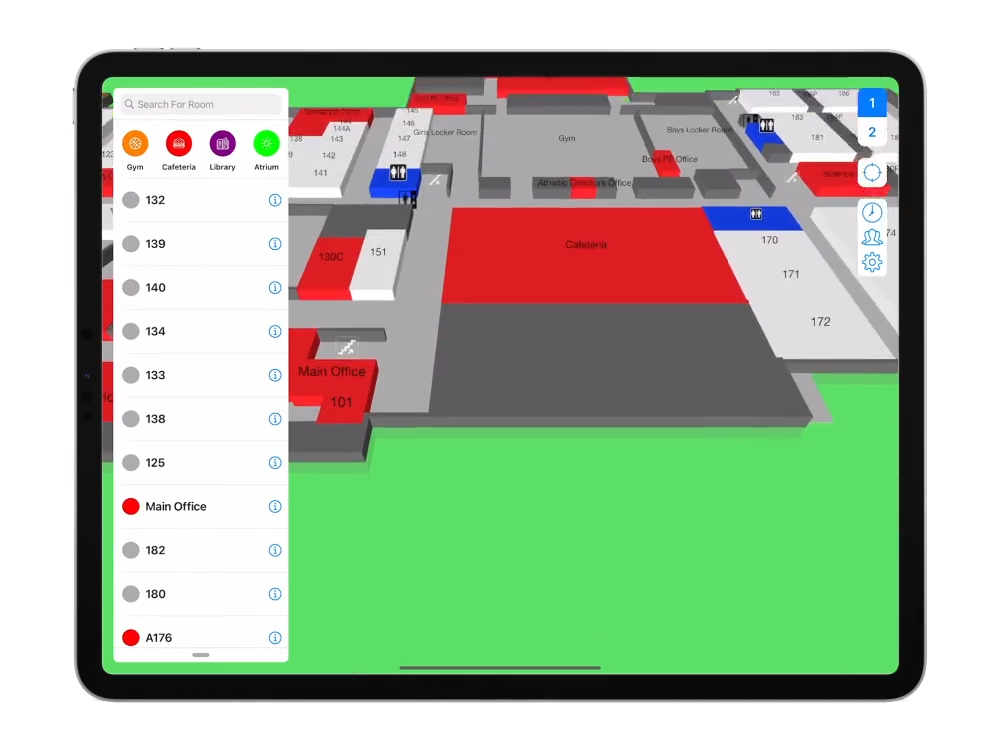 Search For Room
Gym
Cafeteria
Library
Atrium
132
139
140
134
133
138
125
Main Office
182
180
A176
145
146
147
148
144A
138
143
142
141
Girls Locker Room
Gym
Boys Locker Room
Boys PE Office
Athletic Directors Office
183
186
181
Science
Cafeteria
130C
151
170
171
172
Main Office
101
1
2